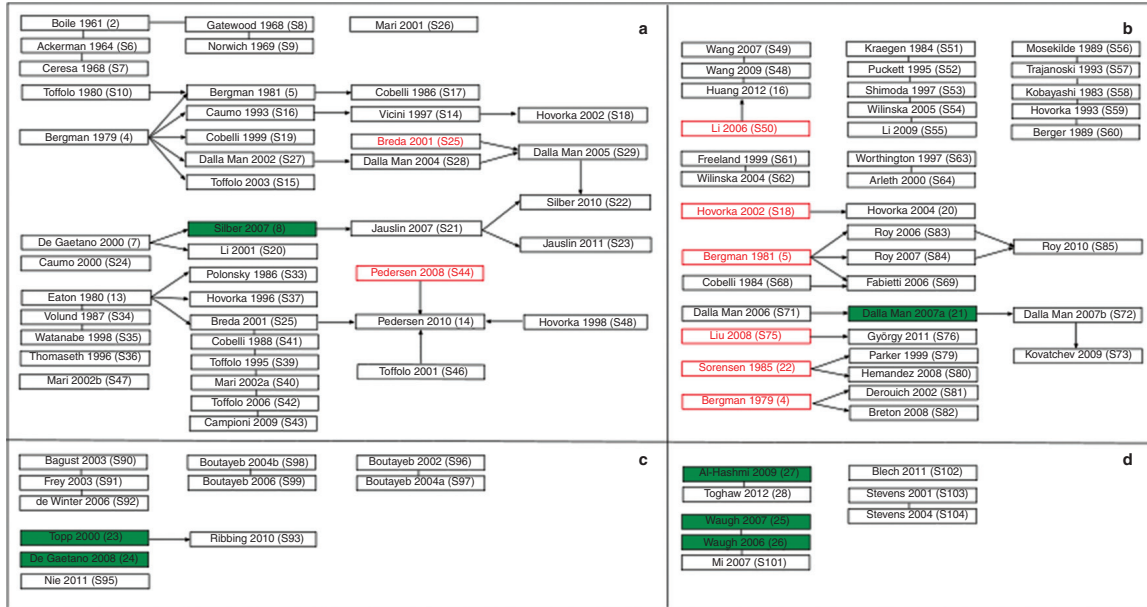 a
Boile 1961 (2)
Gatewood 1968 (S8)
Mari 2001 (S26)
Ackerman 1964 (S6)
Norwich 1969 (S9)
Ceresa 1968 (S7)
Toffolo 1980 (S10)
Bergman 1981 (5)
Cobelli 1986 (S17)
Caumo 1993 (S16)
Vicini 1997 (S14)
Hovorka 2002 (S18)
Bergman 1979 (4)
Cobelli 1999 (S19)
Breda 2001 (S25)
Dalla Man 2002 (S27)
Dalla Man 2004 (S28)
Dalla Man 2005 (S29)
Toffolo 2003 (S15)
Silber 2010 (S22)
Silber 2007 (8)
Jauslin 2007 (S21)
De Gaetano 2000 (7)
Li 2001 (S20)
Jauslin 2011 (S23)
Caumo 2000 (S24)
Polonsky 1986 (S33)
Pedersen 2008 (S44)
Eaton 1980 (13)
Hovorka 1996 (S37)
Volund 1987 (S34)
Breda 2001 (S25)
Pedersen 2010 (14)
Hovorka 1998 (S48)
Watanabe 1998 (S35)
Cobelli 1988 (S41)
Thomaseth 1996 (S36)
Toffolo 1995 (S39)
Toffolo 2001 (S46)
Mari 2002b (S47)
Mari 2002a (S40)
Toffolo 2006 (S42)
Campioni 2009 (S43)
b
Wang 2007 (S49)
Kraegen 1984 (S51)
Mosekilde 1989 (S56)
Wang 2009 (S48)
Puckett 1995 (S52)
Trajanoski 1993 (S57)
Huang 2012 (16)
Shimoda 1997 (S53)
Kobayashi 1983 (S58)
Wilinska 2005 (S54)
Hovorka 1993 (S59)
Li 2006 (S50)
Li 2009 (S55)
Berger 1989 (S60)
Freeland 1999 (S61)
Worthington 1997 (S63)
Wilinska 2004 (S62)
Arleth 2000 (S64)
Hovorka 2002 (S18)
Hovorka 2004 (20)
Roy 2006 (S83)
Bergman 1981 (5)
Roy 2007 (S84)
Roy 2010 (S85)
Cobelli 1984 (S68)
Fabietti 2006 (S69)
Dalla Man 2006 (S71)
Dalla Man 2007a (21)
Dalla Man 2007b (S72)
Liu 2008 (S75)
György 2011 (S76)
Kovatchev 2009 (S73)
Sorensen 1985 (22)
Parker 1999 (S79)
Hernandez 2008 (S80)
Bergman 1979 (4)
Derouich 2002 (S81)
Breton 2008 (S82)
c
Bagust 2003 (S90)
Boutayeb 2004b (S98)
Boutayeb 2002 (S96)
Frey 2003 (S91)
Boutayeb 2006 (S99)
Boutayeb 2004a (S97)
de Winter 2006 (S92)
Topp 2000 (23)
Ribbing 2010 (S93)
De Gaetano 2008 (24)
Nie 2011 (S95)
d
Al-Hashmi 2009 (27)
Blech 2011 (S102)
Toghaw 2012 (28)
Stevens 2001 (S103)
Waugh 2007 (25)
Stevens 2004 (S104)
Waugh 2006 (26)
Mi 2007 (S101)